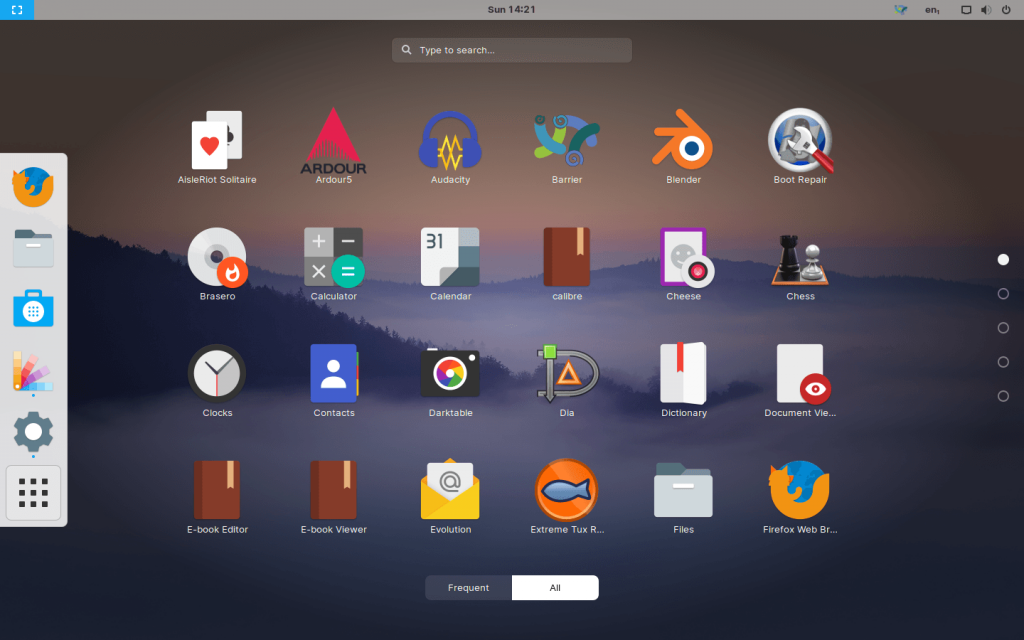 Sun 14:21
en₁
Type to search...
ARDOUR
AisleRiot Solitaire
Ardour5
Audacity
Barrier
Blender
Boot Repair
31
Brasero
Calculator
Calendar
calibre
Cheese
Chess
Clocks
Contacts
Darktable
Dia
Dictionary
Document Vie...
@
E-book Editor
E-book Viewer
Evolution
Extreme Tux R...
Files
Firefox Web Br...
Frequent
All